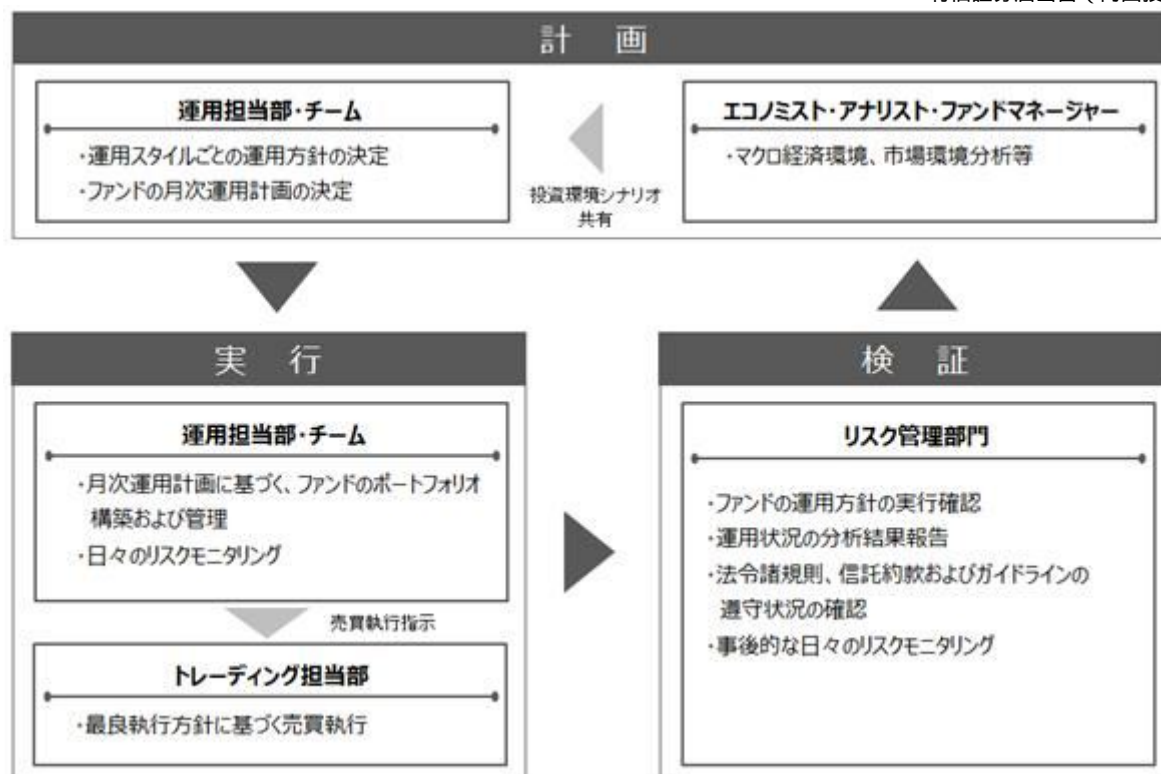 計 画
運用担当部・チーム
・運用スタイルごとの運用方針の決定
・ファンドの月次運用計画の決定
投資環境シナリオ
共有
エコノミスト・アナリスト・ファンドマネージャー
・マクロ経済環境、市場環境分析等
実 行
運用担当部・チーム
・月次運用計画に基づく、ファンドのポートフォリオ
構築および管理
・日々のリスクモニタリング
売買執行指示
トレーディング担当部
・最良執行方針に基づく売買執行
検 証
リスク管理部門
・ファンドの運用方針の実行確認
・運用状況の分析結果報告
・法令諸規則、信託約款およびガイドラインの
遵守状況の確認
・事後的な日々のリスクモニタリング